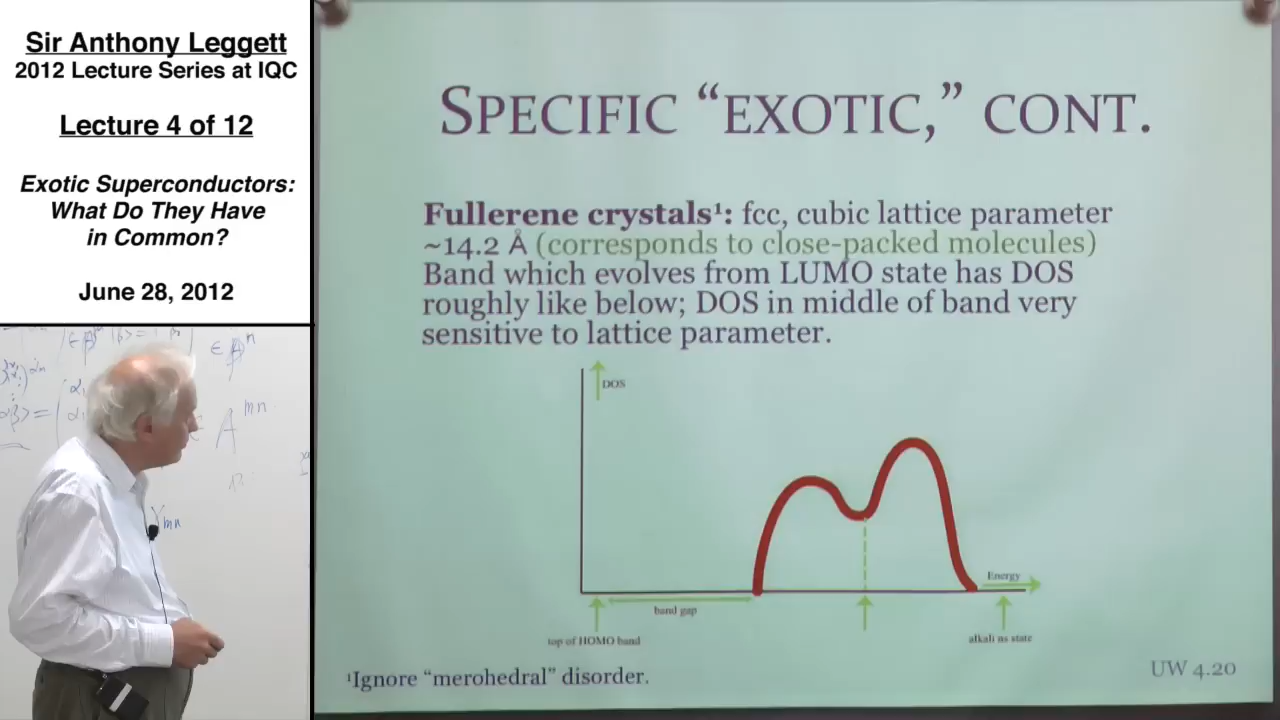 Sir Anthony Leggett
2012 Lecture Series at IQC
Lecture 4 of 12
Exotic Superconductors:
What Do They Have
in Common?
June 28, 2012
SPECIFIC “EXOTIC,” CONT.
Fullerene crystals¹: fcc, cubic lattice parameter
~14.2 Å (corresponds to close-packed molecules)
Band which evolves from LUMO state has DOS
roughly like below; DOS in middle of band very
sensitive to lattice parameter.
DOS
Energy
band gap
top of HOMO band
alkali ns state
¹Ignore “merohedral” disorder.
UW 4.20
∈ A^mn
mn